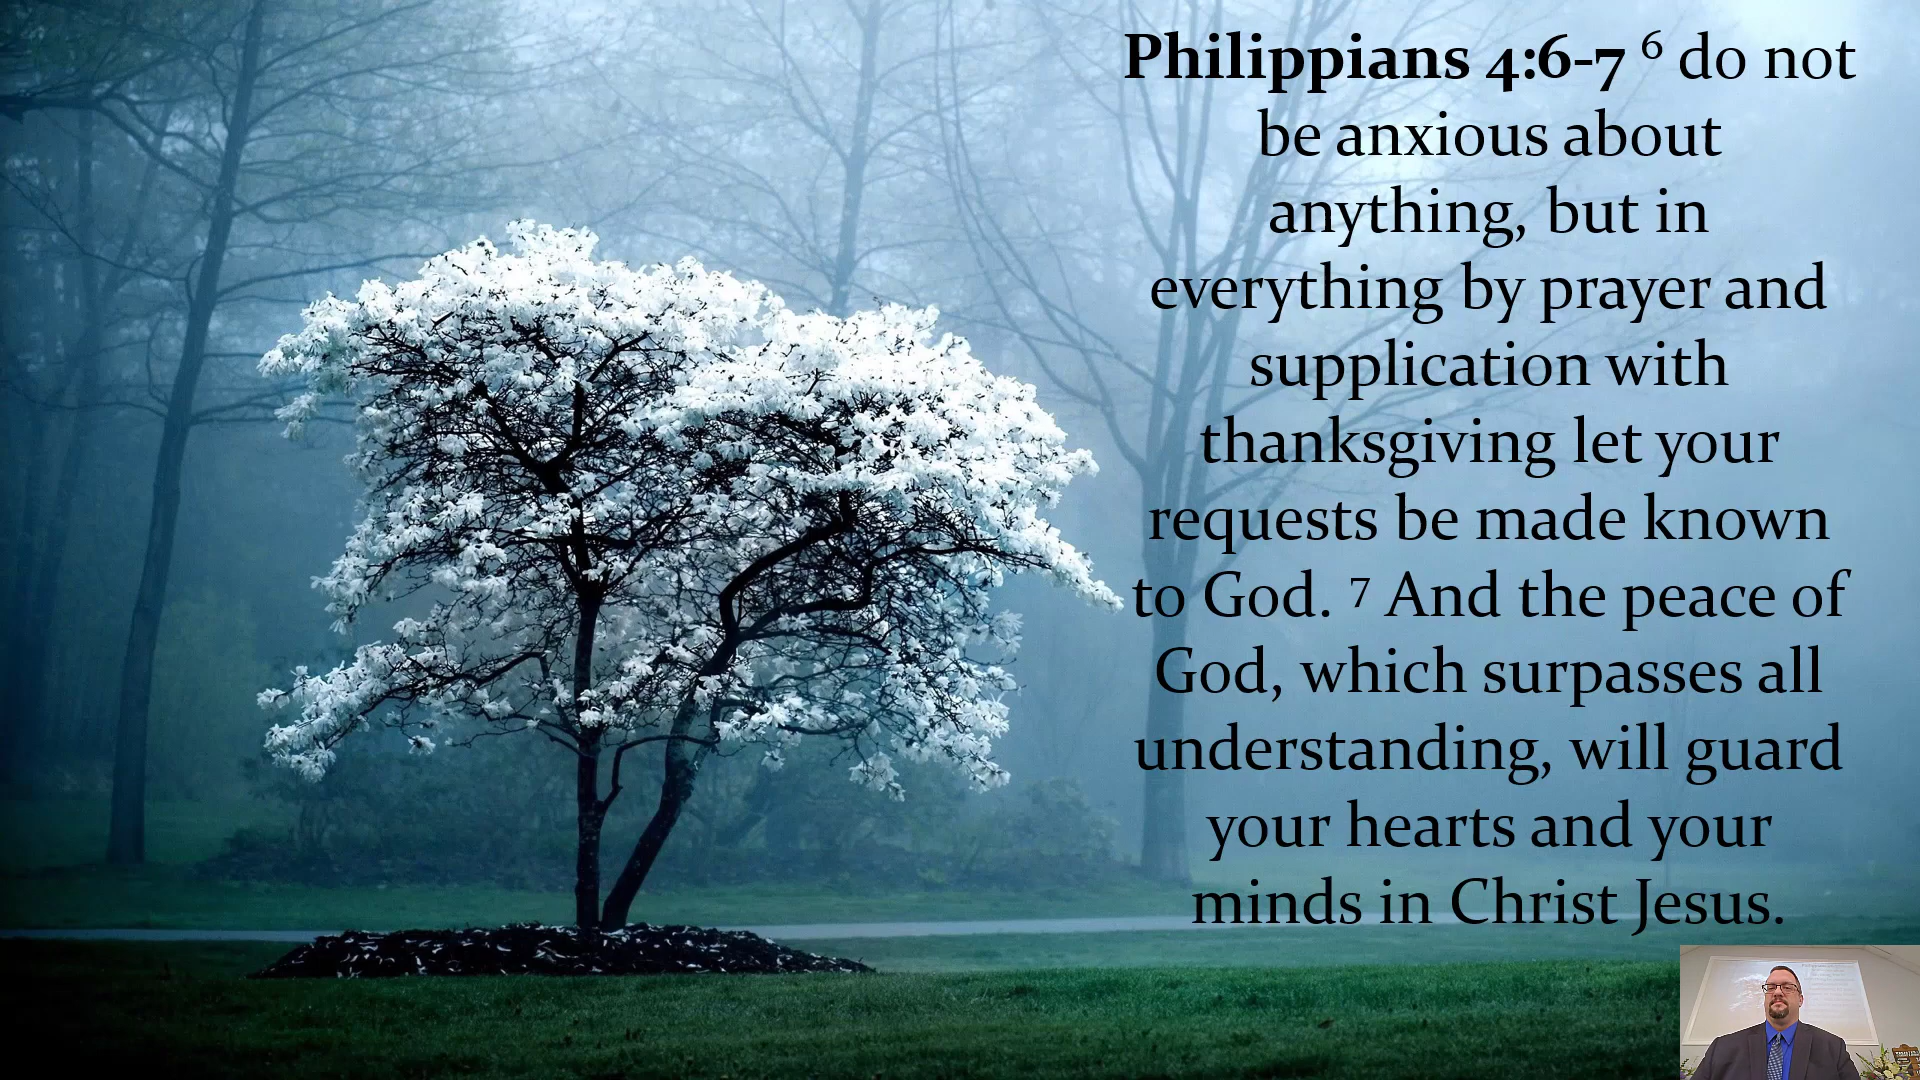 Philippians 4:6-7 ⁶ do not
be anxious about
anything, but in
everything by prayer and
supplication with
thanksgiving let your
requests be made known
to God. ⁷ And the peace of
God, which surpasses all
understanding, will guard
your hearts and your
minds in Christ Jesus.